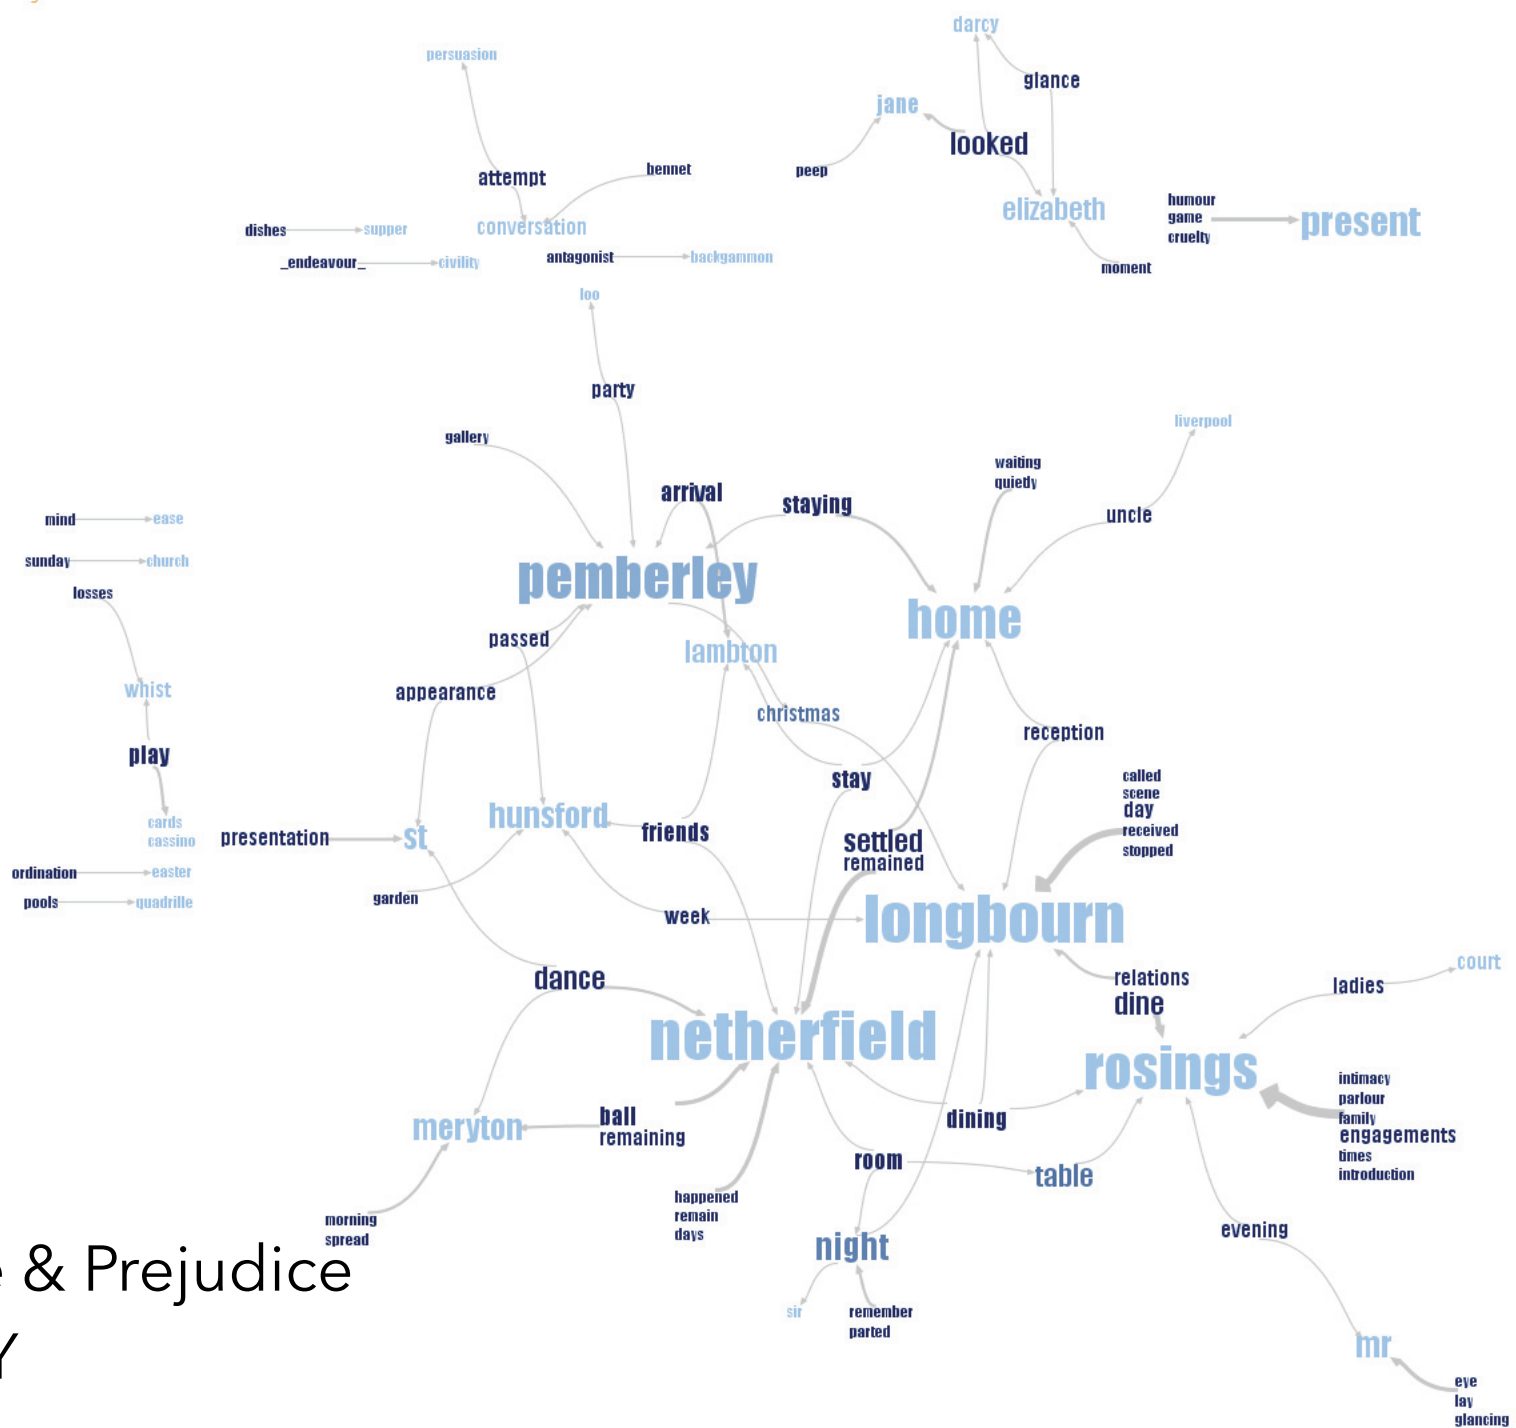 darcy
persuasion
glance
jane
looked
bennet
peep
attempt
humour
game
cruelty
present
elizabeth
conversation
dishes
supper
antagonist
backgammon
_endeavour_
civility
moment
loo
party
liverpool
gallery
waiting
quietly
arrival
staying
uncle
mind
ease
sunday
church
pemberley
losses
home
passed
lambton
whist
appearance
christmas
reception
play
stay
called
scene
day
received
stopped
cards
cassino
hunsford
presentation
st
friends
settled
remained
ordination
easter
garden
pools
quadrille
week
longbourn
court
dance
relations
dine
ladies
netherfield
rosings
intimacy
parlour
family
engagements
times
introduction
meryton
ball
remaining
dining
room
table
happened
remain
days
morning
spread
evening
night
e & Prejudice
sir
remember
parted
mr
Y
eye
lay
glancing